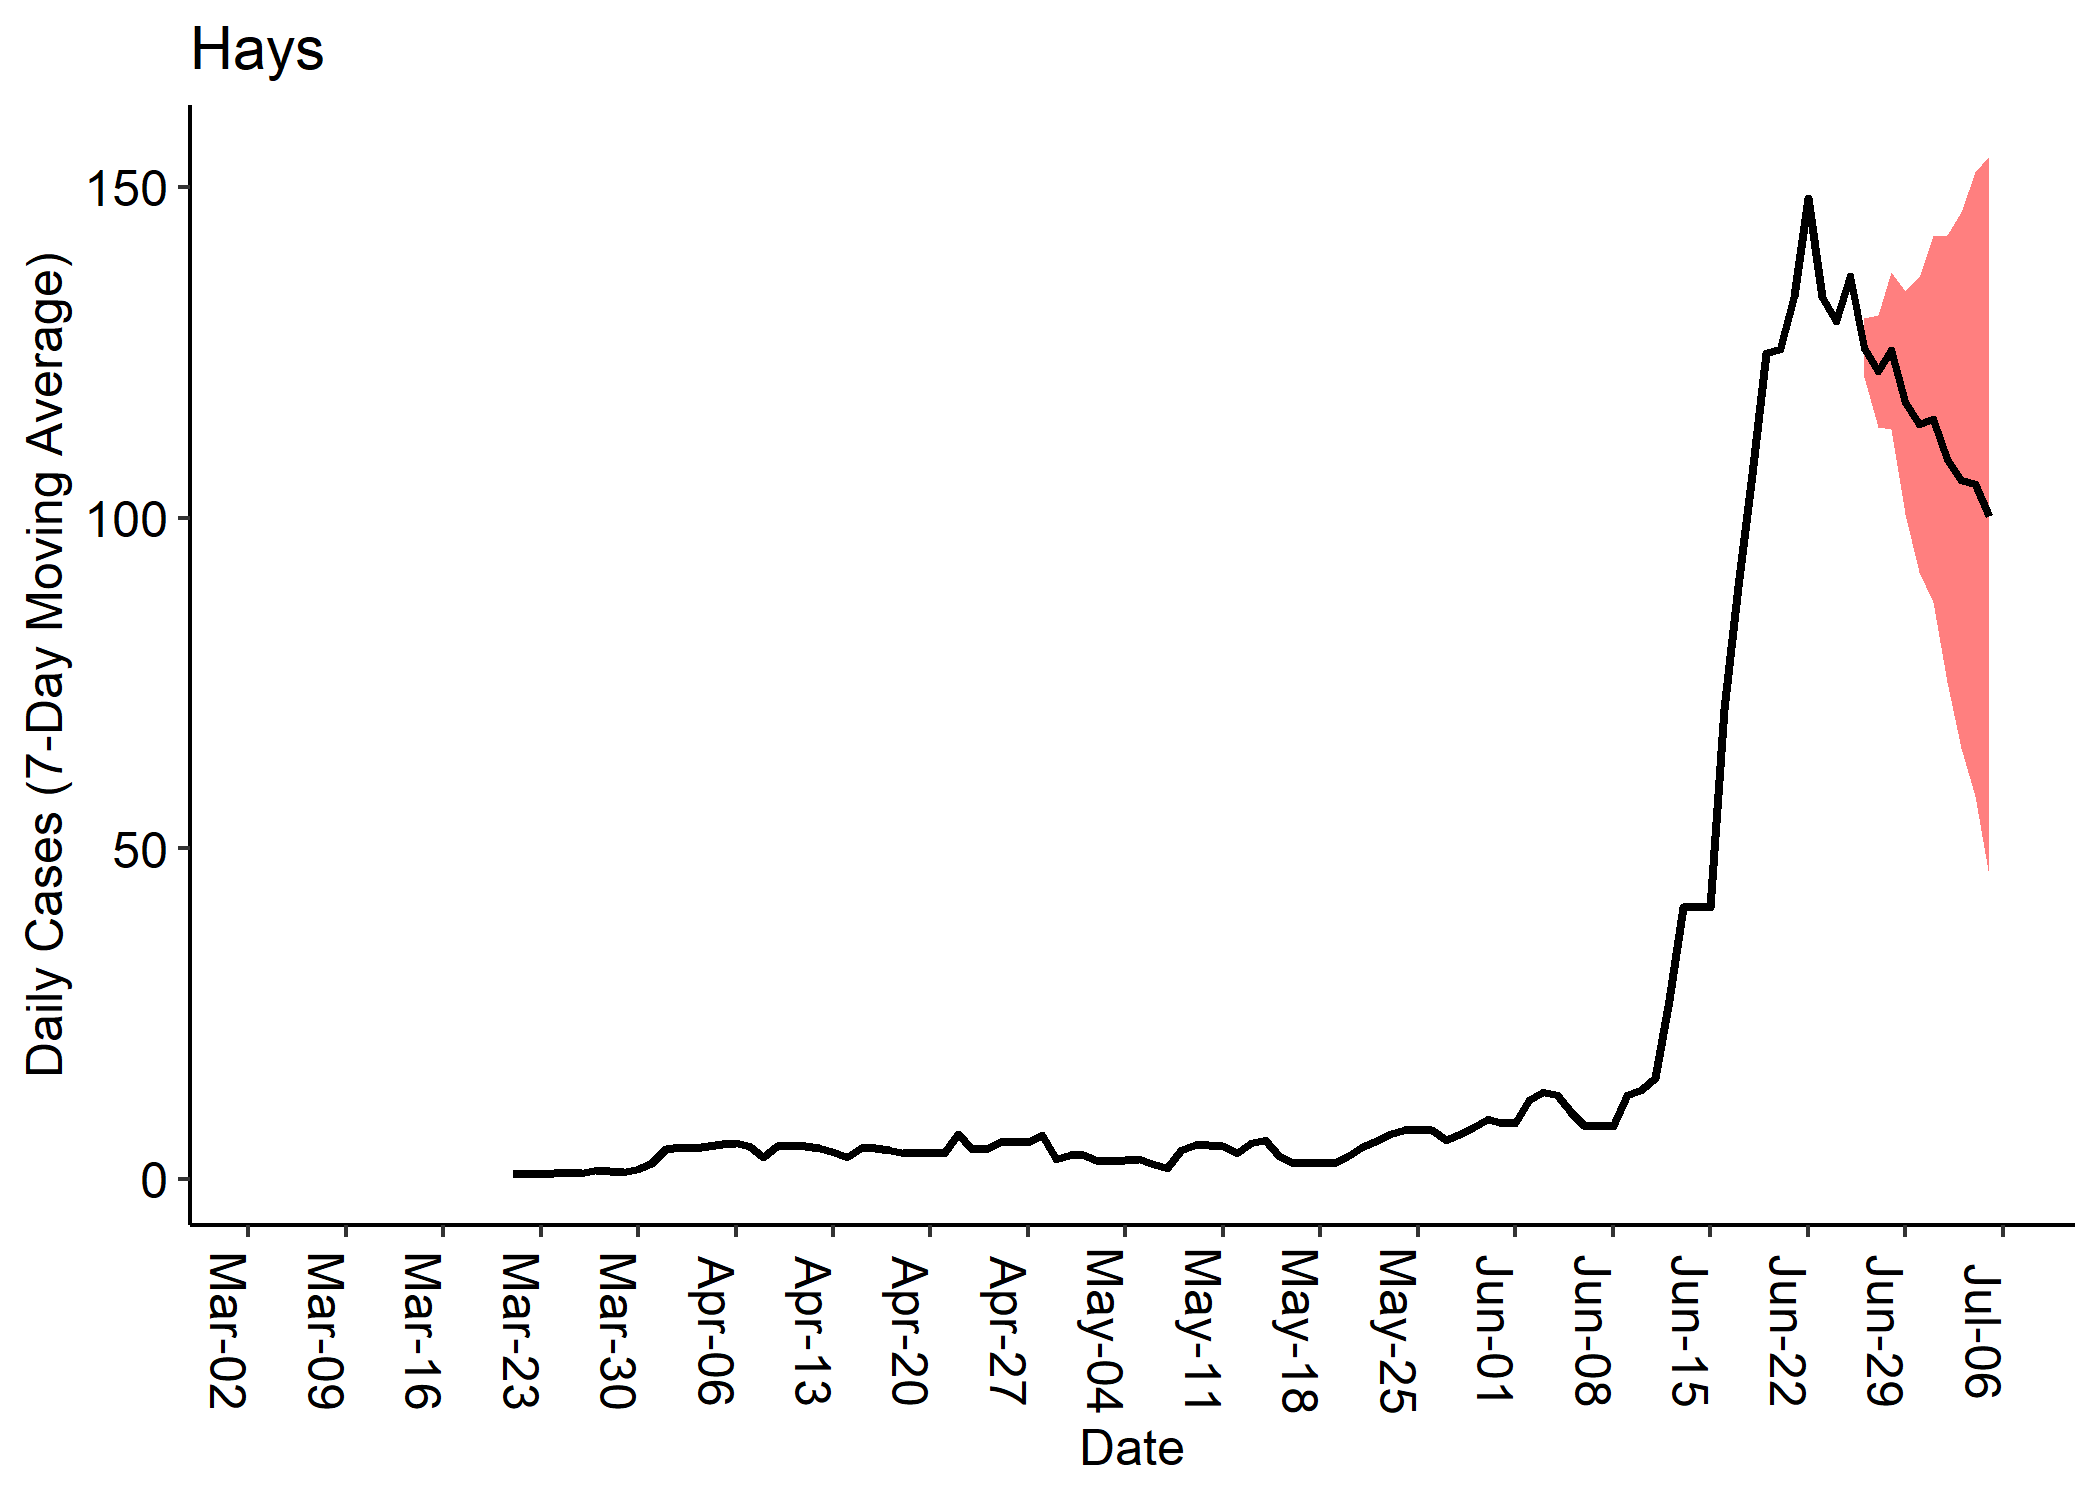 Hays
Daily Cases (7-Day Moving Average)
150
100
50
0
Mar-02
Mar-09
Mar-16
Mar-23
Mar-30
Apr-06
Apr-13
Apr-20
Apr-27
May-04
May-11
May-18
May-25
Jun-01
Jun-08
Jun-15
Jun-22
Jun-29
Jul-06
Date